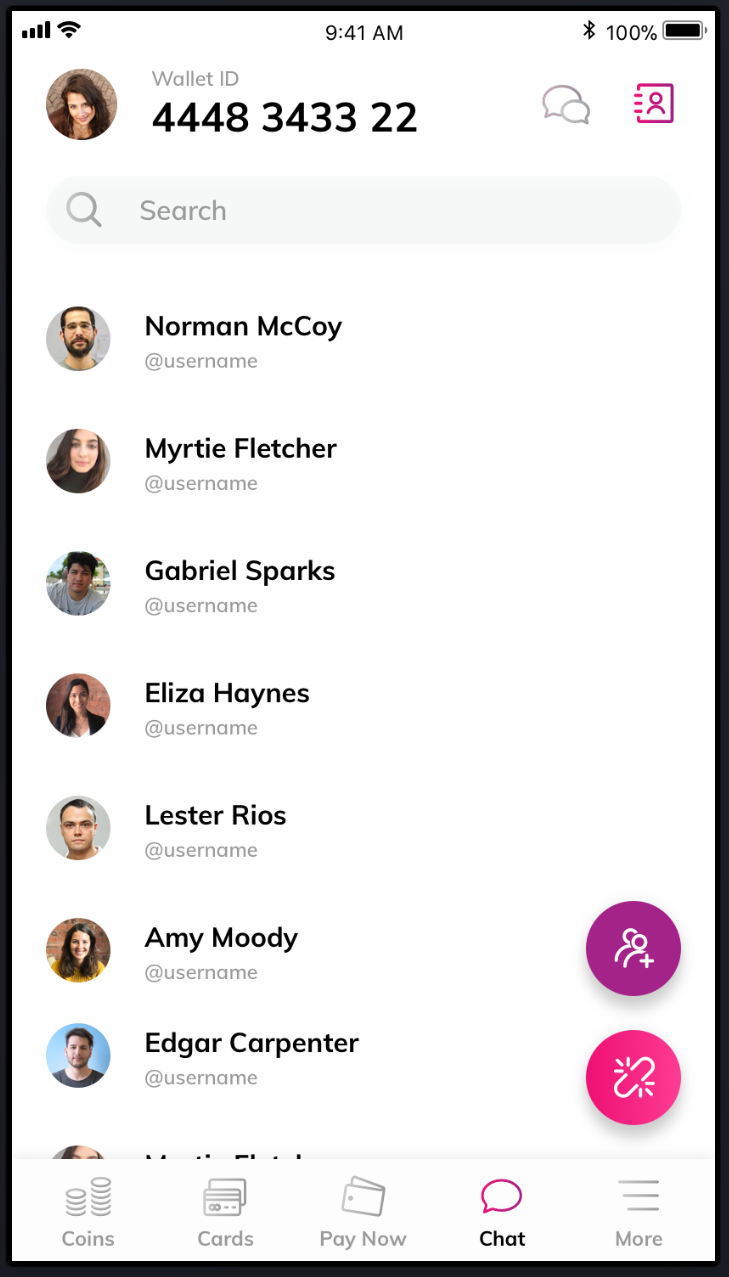 9:41 AM
100%
Wallet ID
4448 3433 22
Search
Norman McCoy
@username
Myrtie Fletcher
@username
Gabriel Sparks
@username
Eliza Haynes
@username
Lester Rios
@username
Amy Moody
@username
Edgar Carpenter
@username
Coins
Cards
Pay Now
Chat
More